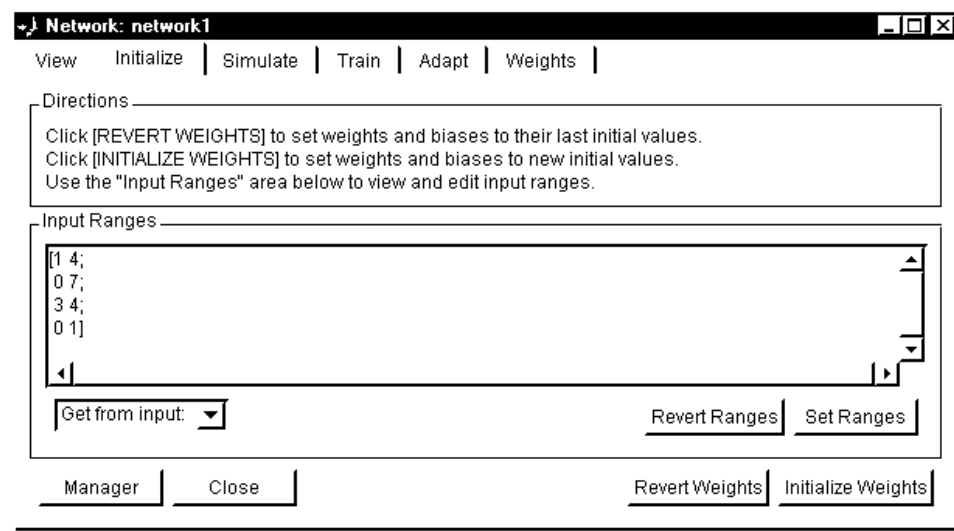 Network: network1
View Initialize Simulate Train Adapt Weights
Directions
Click [REVERT WEIGHTS] to set weights and biases to their last initial values.
Click [INITIALIZE WEIGHTS] to set weights and biases to new initial values.
Use the "Input Ranges" area below to view and edit input ranges.
Input Ranges
[1 4;
0 7;
3 4;
0 1]
Get from input: Revert Ranges Set Ranges
Manager Close Revert Weights Initialize Weights